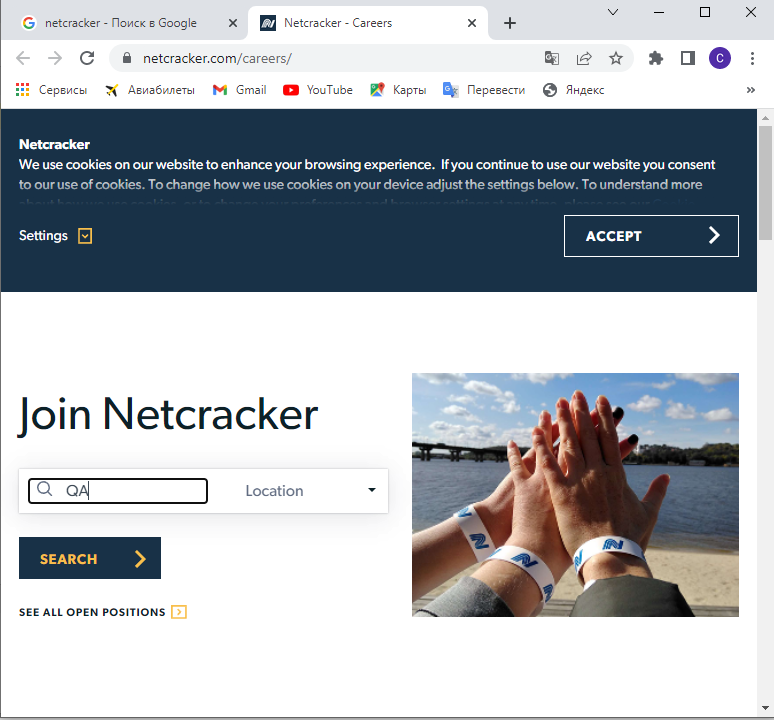 netcracker - Поиск в Google
Netcracker - Careers
netcracker.com/careers/
C
Сервисы
Авиабилеты
Gmail
YouTube
Карты
Перевести
Яндекс
Netcracker
We use cookies on our website to enhance your browsing experience. If you continue to use our website you consent
to our use of cookies. To change how we use cookies on your device adjust the settings below. To understand more
Settings
ACCEPT
Join Netcracker
QA
Location
SEARCH
SEE ALL OPEN POSITIONS